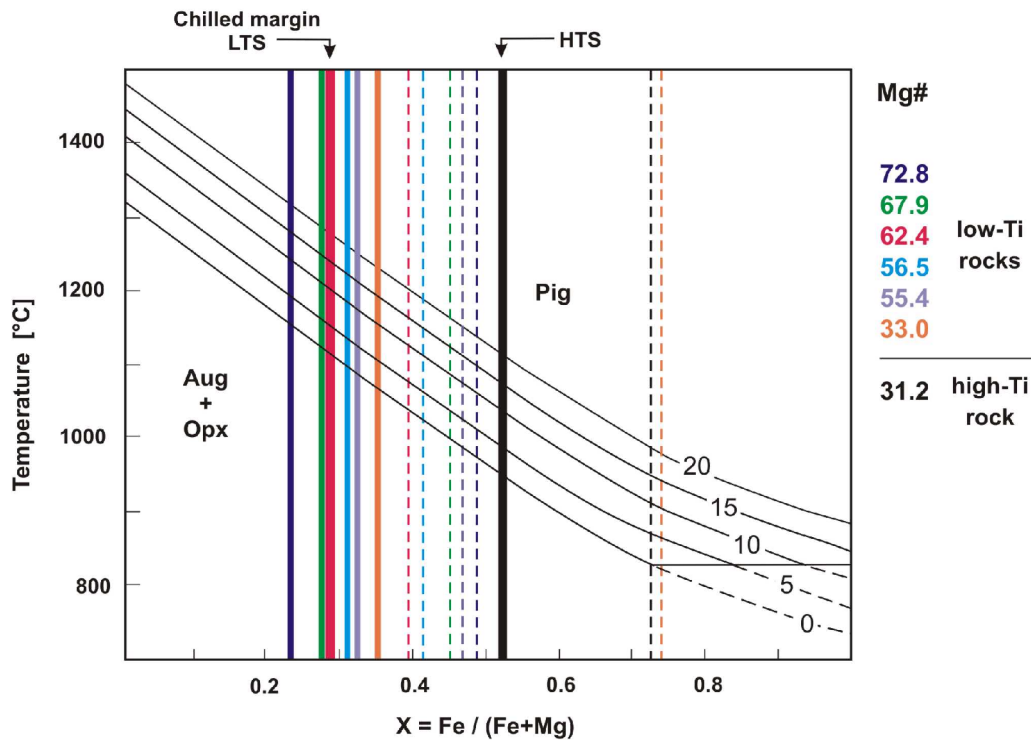 Chilled margin
LTS
HTS
Mg#
1400
72.8
67.9
62.4
low-Ti
rocks
56.5
55.4
33.0
1200
Pig
Temperature [°C]
Aug
+
Opx
31.2
high-Ti
rock
1000
20
15
10
5
0
800
0.2
0.4
0.6
0.8
X = Fe / (Fe+Mg)